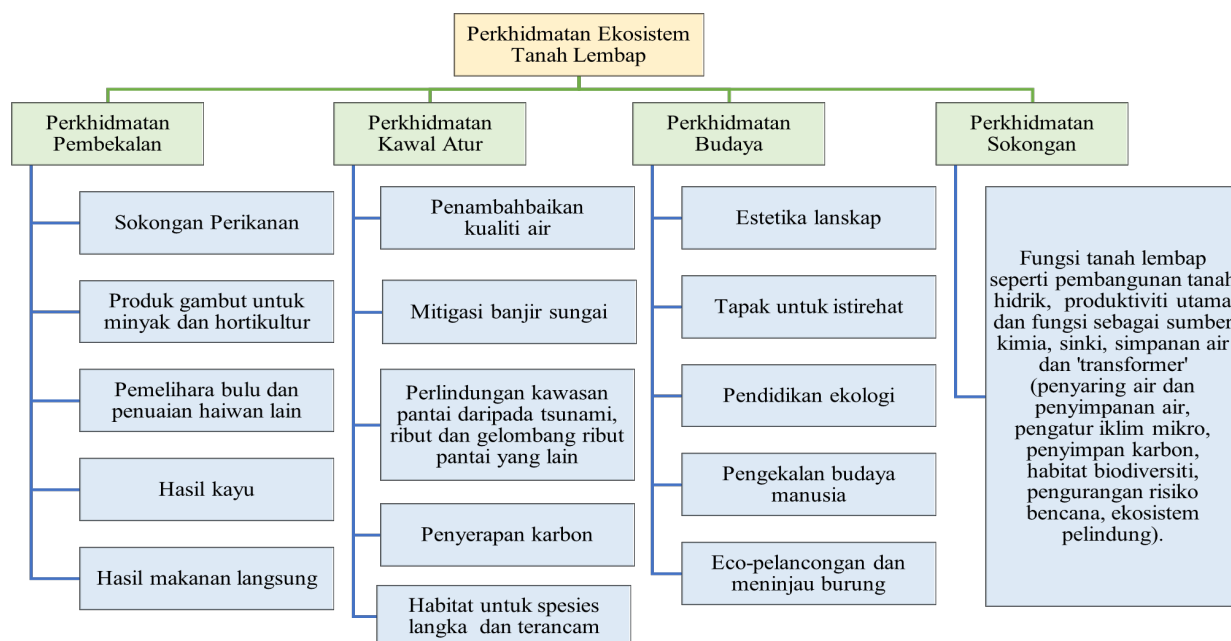 Perkhidmatan Ekosistem
Tanah Lembap
Perkhidmatan
Pembekalan
Sokongan Perikanan
Produk gambut untuk
minyak dan hortikultur
Pemelihara bulu dan
penuaian haiwan lain
Hasil kayu
Hasil makanan langsung
Perkhidmatan
Kawal Atur
Penambahbaikan
kualiti air
Mitigasi banjir sungai
Perlindungan kawasan
pantai daripada tsunami,
ribut dan gelombang ribut
pantai yang lain
Penyerapan karbon
Habitat untuk spesies
langka dan terancam
Perkhidmatan
Budaya
Estetika lanskap
Tapak untuk istirehat
Pendidikan ekologi
Pengekalan budaya
manusia
Eco-pelancongan dan
meninjau burung
Perkhidmatan
Sokongan
Fungsi tanah lembap
seperti pembangunan tanah
hidrik, produktiviti utama
dan fungsi sebagai sumber
kimia, sinki, simpanan air
dan 'transformer'
(penyaring air dan
penyimpanan air,
pengatur iklim mikro,
penyimpan karbon,
habitat biodiversiti,
pengurangan risiko
bencana, ekosistem
pelindung).